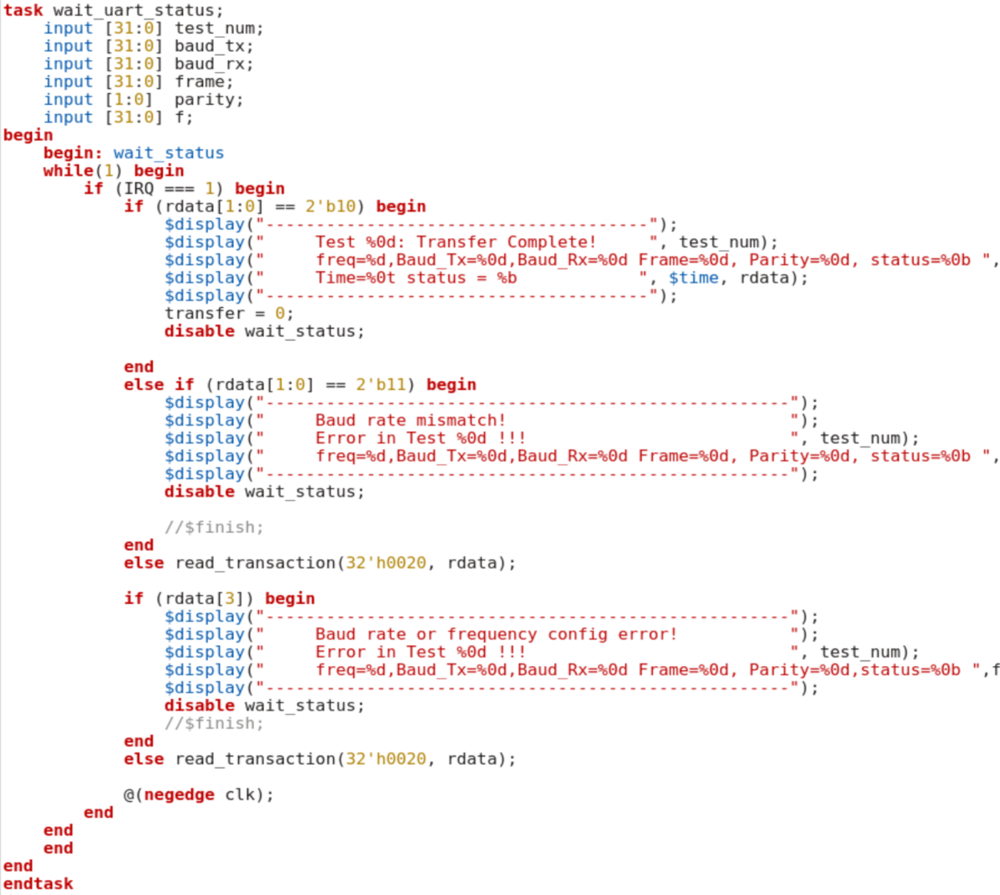 task wait_uart_status;
    input [31:0] test_num;
    input [31:0] baud_tx;
    input [31:0] baud_rx;
    input [31:0] frame;
    input [1:0]  parity;
    input [31:0] f;
begin
    begin: wait_status
    while(1) begin
        if (IRQ === 1) begin
            if (rdata[1:0] == 2'b10) begin
                $display("--------------------------------------");
                $display("     Test %0d: Transfer Complete!     ", test_num);
                $display("     freq=%d,Baud_Tx=%0d,Baud_Rx=%0d Frame=%0d, Parity=%0d, status=%0b ",
                $display("     Time=%0t status = %b            ", $time, rdata);
                $display("--------------------------------------");
                transfer = 0;
                disable wait_status;

            end
            else if (rdata[1:0] == 2'b11) begin
                $display("----------------------------------------------------");
                $display("     Baud rate mismatch!                            ");
                $display("     Error in Test %0d !!!                          ", test_num);
                $display("     freq=%d,Baud_Tx=%0d,Baud_Rx=%0d Frame=%0d, Parity=%0d, status=%0b ",
                $display("----------------------------------------------------");
                disable wait_status;

                //$finish;
            end
            else read_transaction(32'h0020, rdata);

            if (rdata[3]) begin
                $display("----------------------------------------------------");
                $display("     Baud rate or frequency config error!           ");
                $display("     Error in Test %0d !!!                          ", test_num);
                $display("     freq=%d,Baud_Tx=%0d,Baud_Rx=%0d Frame=%0d, Parity=%0d,status=%0b ",f
                $display("----------------------------------------------------");
                disable wait_status;
                //$finish;
            end
            else read_transaction(32'h0020, rdata);

            @(negedge clk);
        end
    end
    end
end
endtask